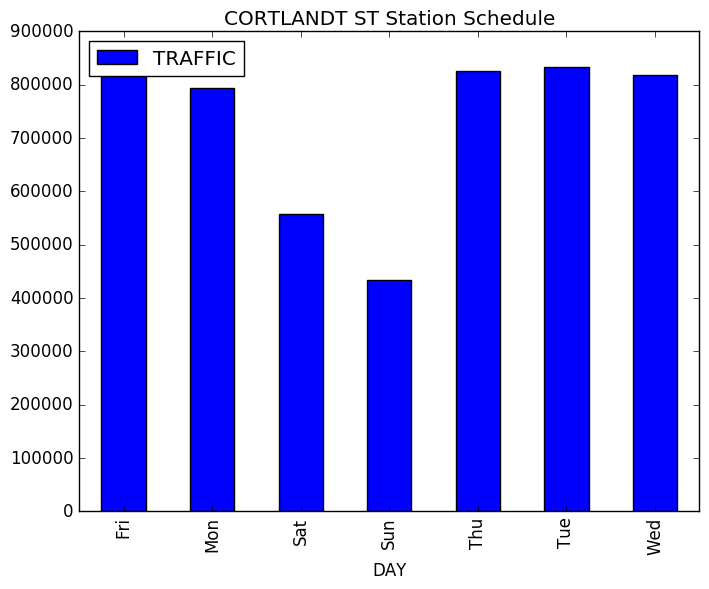 CORTLANDT ST Station Schedule
900000
800000
700000
600000
500000
400000
300000
200000
100000
0
TRAFFIC
Fri
Mon
Sat
Sun
Thu
Tue
Wed
DAY